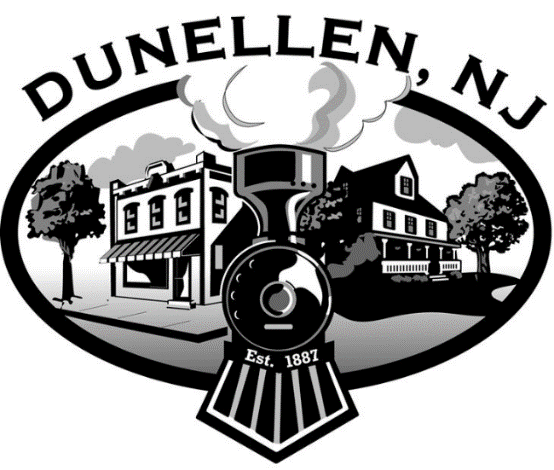 DUNELLEN, NJ
Est. 1887